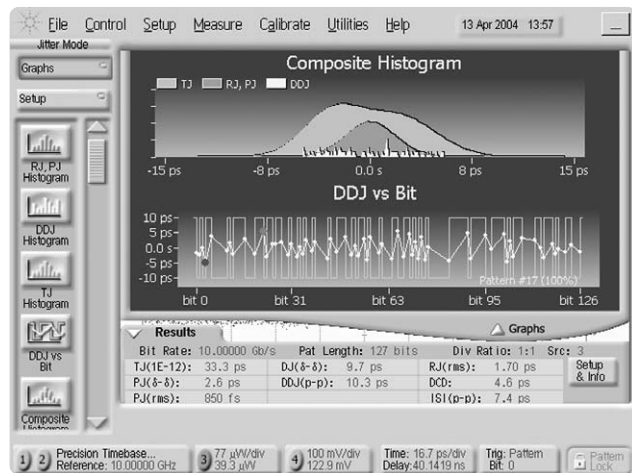 File Control Setup Measure Calibrate Utilities Help 13 Apr 2004 13:57
Jitter Mode
Graphs
Setup
RJ, PJ
Histogram
DDJ
Histogram
TJ
Histogram
DDJ vs
Bit
Composite
Histogram
Composite Histogram
TJ RJ, PJ DDJ
-15 ps -8 ps 0.0 s 8 ps 15 ps
DDJ vs Bit
10 ps
5 ps
0.0 s
-5 ps
-10 ps
Pattern #17 (100%)
bit 0 bit 31 bit 63 bit 95 bit 126
Results Graphs
Bit Rate: 10.00000 Gb/s Pat Length: 127 bits Div Ratio: 1:1 Src: 3
TJ(1E-12): 33.3 ps DJ(δ-δ): 9.7 ps RJ(rms): 1.70 ps
PJ(δ-δ): 2.6 ps DDJ(p-p): 10.3 ps DCD: 4.6 ps
PJ(rms): 850 fs ISI(p-p): 7.4 ps
Setup
& Info
1 2 Precision Timebase...
Reference: 10.00000 GHz
3 77 µW/div
39.3 µW
4 100 mV/div
122.9 mV
Time: 16.7 ps/div
Delay:40.1419 ns
Trig: Pattern
Bit: 1
Pattern
Lock